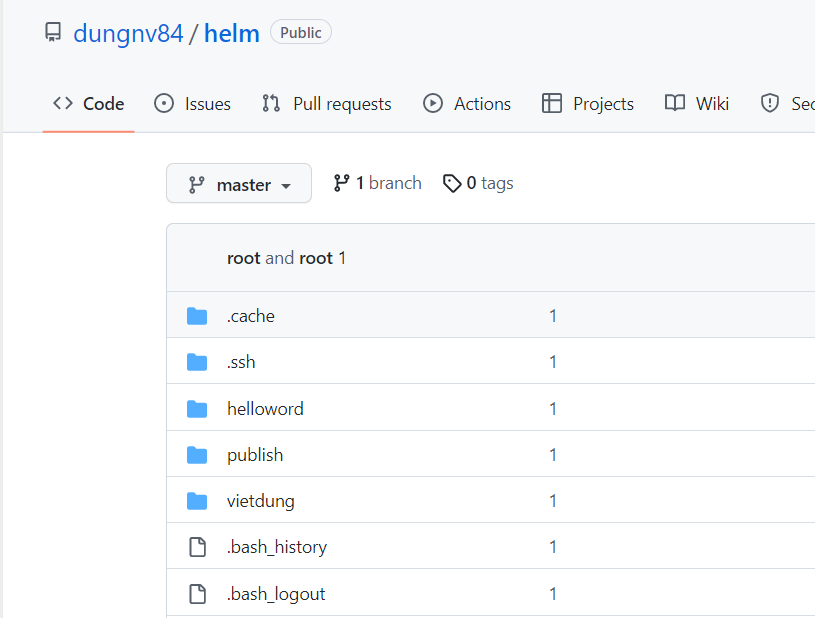 dungnv84 / helm Public
Code Issues Pull requests Actions Projects Wiki Sec
master 1 branch 0 tags
root and root 1
.cache 1
.ssh 1
helloword 1
publish 1
vietdung 1
.bash_history 1
.bash_logout 1